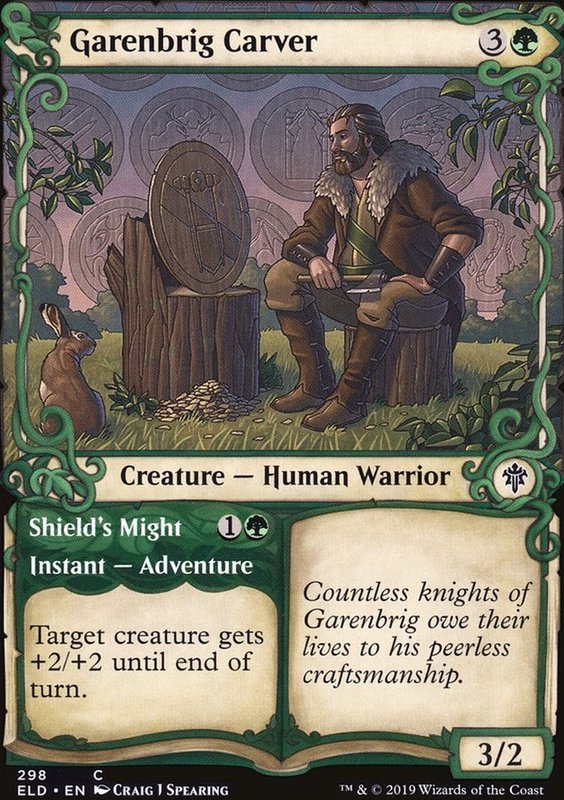 Garenbrig Carver 3
Creature — Human Warrior
Shield's Might 1
Instant — Adventure
Target creature gets
+2/+2 until end of
turn.
Countless knights of
Garenbrig owe their
lives to his peerless
craftsmanship.
3/2
298 C
ELD • EN Craig J Spearing
™ & © 2019 Wizards of the Coast